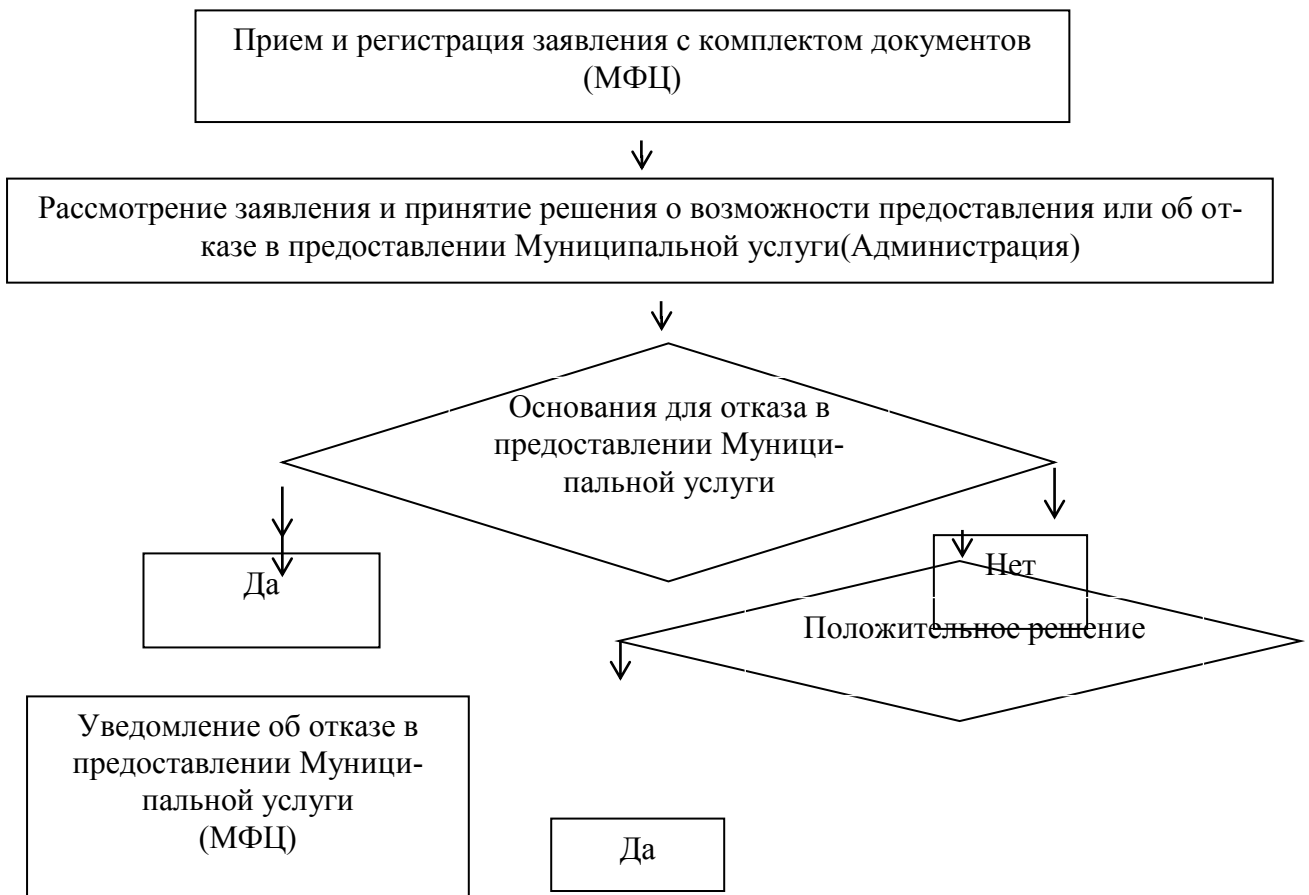 Прием и регистрация заявления с комплектом документов
(МФЦ)
Рассмотрение заявления и принятие решения о возможности предоставления или об от-
казе в предоставлении Муниципальной услуги(Администрация)
Основания для отказа в
предоставлении Муници-
пальной услуги
Да
Нет
Положительное решение
Уведомление об отказе в
предоставлении Муници-
пальной услуги
(МФЦ)
Да